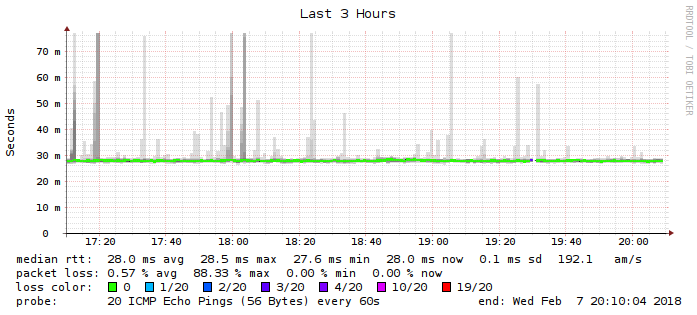 Last 3 Hours
RRDTOOL / TOBI OETIKER
Seconds
70 m
60 m
50 m
40 m
30 m
20 m
10 m
0
17:20 17:40 18:00 18:20 18:40 19:00 19:20 19:40 20:00
median rtt: 28.0 ms avg 28.5 ms max 27.6 ms min 28.0 ms now 0.1 ms sd 192.1 am/s
packet loss: 0.57 % avg 88.33 % max 0.00 % min 0.00 % now
loss color: 0 1/20 2/20 3/20 4/20 10/20 19/20
probe: 20 ICMP Echo Pings (56 Bytes) every 60s end: Wed Feb 7 20:10:04 2018